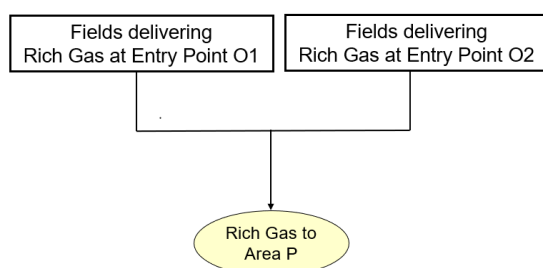 Fields delivering
Rich Gas at Entry Point O1
Fields delivering
Rich Gas at Entry Point O2
Rich Gas to
Area P